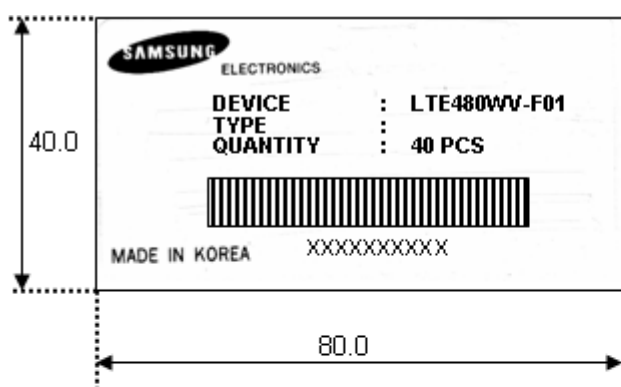 SAMSUNG
ELECTRONICS
DEVICE : LTE480WV-F01
TYPE :
QUANTITY : 40 PCS
40.0
MADE IN KOREA XXXXXXXXXX
80.0